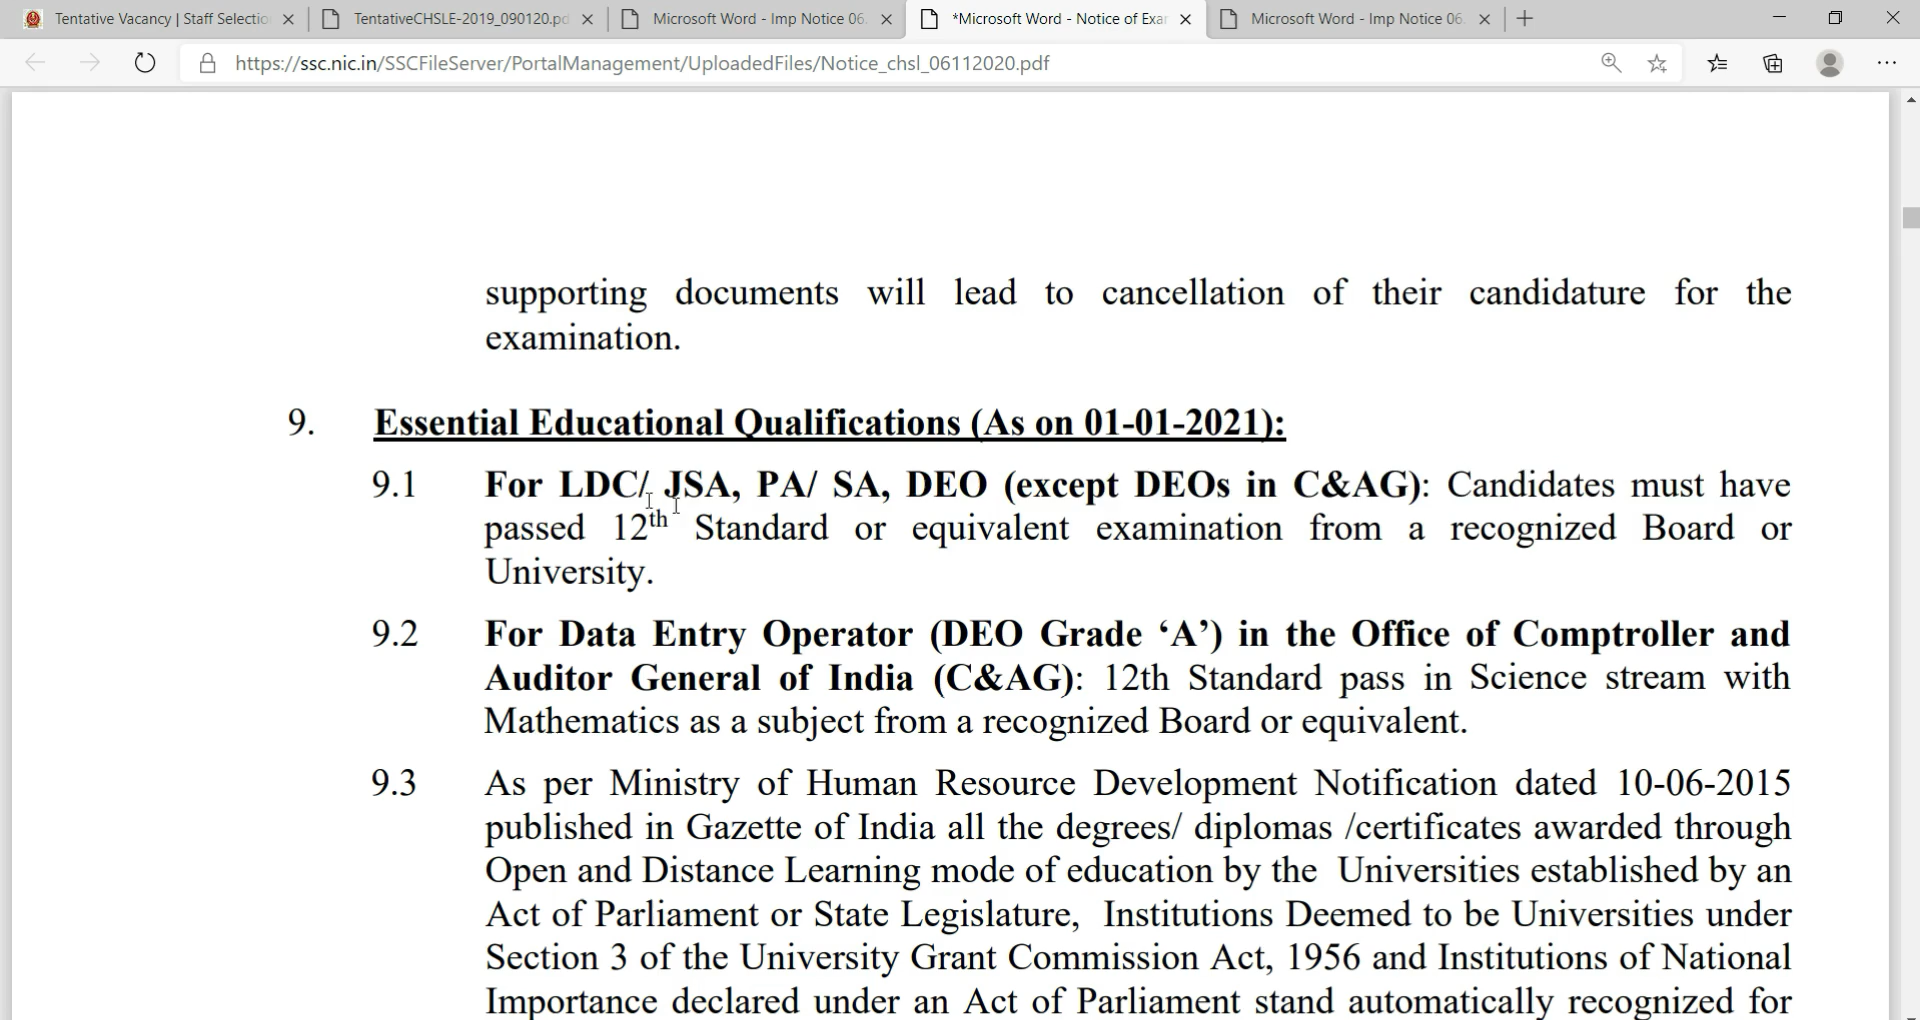 Tentative Vacancy | Staff Selectio
TentativeCHSLE-2019_090120.pd
Microsoft Word - Imp Notice 06.
*Microsoft Word - Notice of Exar
Microsoft Word - Imp Notice 06.
https://ssc.nic.in/SSCFileServer/PortalManagement/UploadedFiles/Notice_chsl_06112020.pdf
supporting documents will lead to cancellation of their candidature for the
examination.
9. Essential Educational Qualifications (As on 01-01-2021):
9.1 For LDC/ JSA, PA/ SA, DEO (except DEOs in C&AG): Candidates must have
passed 12th Standard or equivalent examination from a recognized Board or
University.
9.2 For Data Entry Operator (DEO Grade ‘A’) in the Office of Comptroller and
Auditor General of India (C&AG): 12th Standard pass in Science stream with
Mathematics as a subject from a recognized Board or equivalent.
9.3 As per Ministry of Human Resource Development Notification dated 10-06-2015
published in Gazette of India all the degrees/ diplomas /certificates awarded through
Open and Distance Learning mode of education by the Universities established by an
Act of Parliament or State Legislature, Institutions Deemed to be Universities under
Section 3 of the University Grant Commission Act, 1956 and Institutions of National
Importance declared under an Act of Parliament stand automatically recognized for